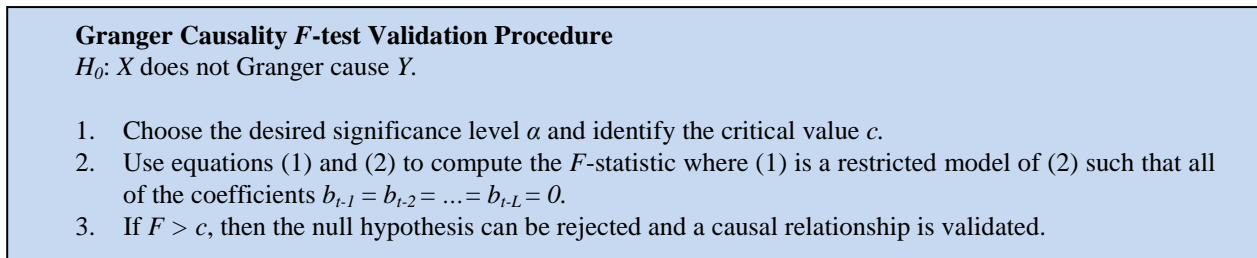 Granger Causality F-test Validation Procedure
H0: X does not Granger cause Y.
1. Choose the desired significance level α and identify the critical value c.
2. Use equations (1) and (2) to compute the F-statistic where (1) is a restricted model of (2) such that all
of the coefficients bt-1 = bt-2 = ...= bt-L = 0.
3. If F > c, then the null hypothesis can be rejected and a causal relationship is validated.